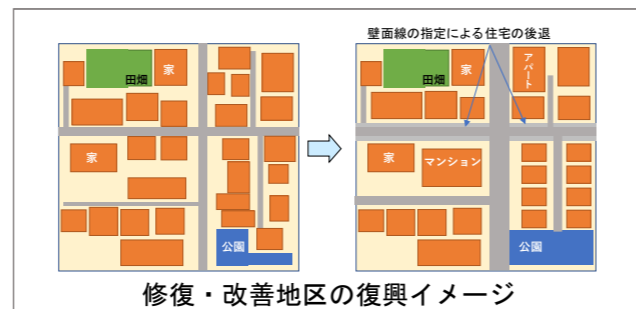 壁面線の指定による住宅の後退
家
田畑
家
公園
家
田畑
アパート
家
マンション
公園
修復・改善地区の復興イメージ